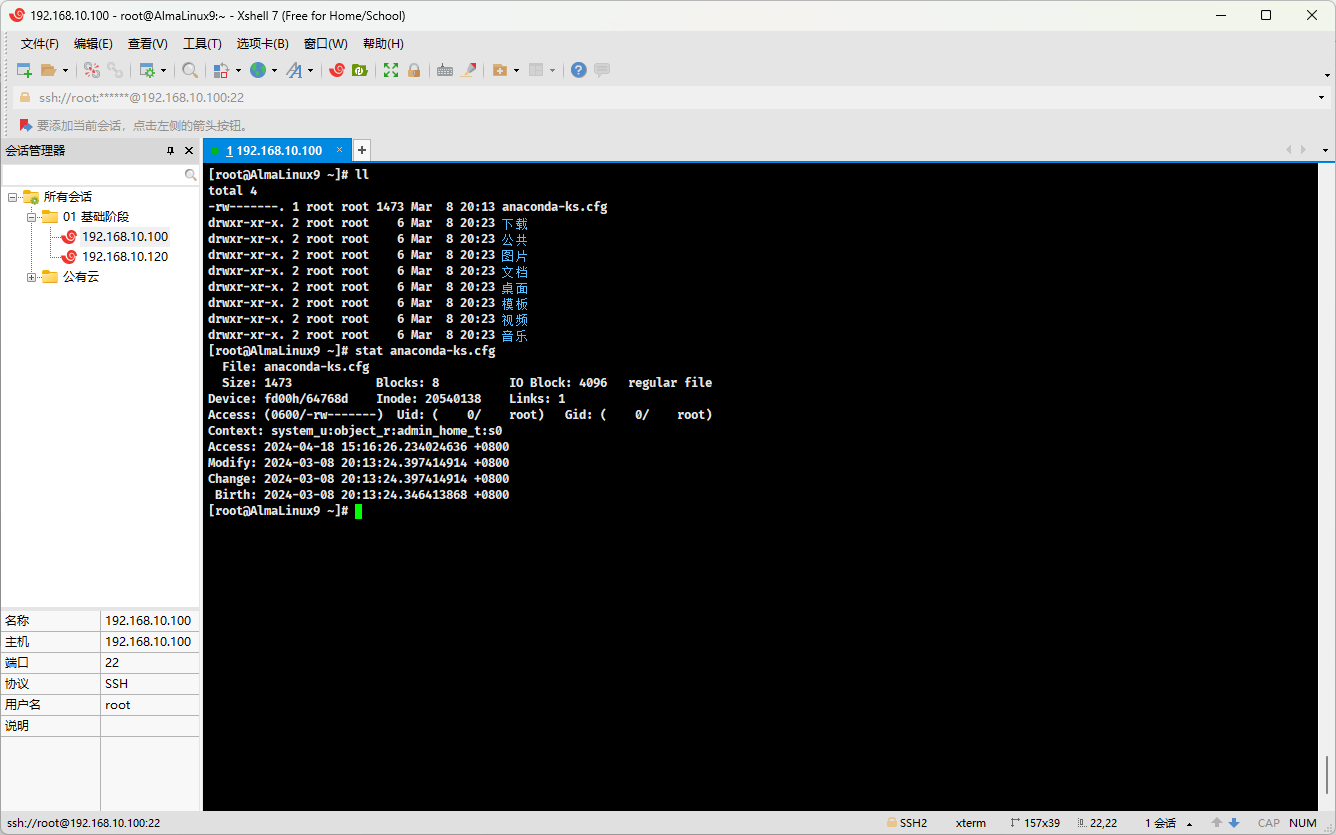 192.168.10.100 - root@AlmaLinux9:~ - Xshell 7 (Free for Home/School)
文件(F) 编辑(E) 查看(V) 工具(T) 选项卡(B) 窗口(W) 帮助(H)
ssh://root:******@192.168.10.100:22
要添加当前会话，点击左侧的箭头按钮。
会话管理器
所有会话
01 基础阶段
192.168.10.100
192.168.10.120
公有云
名称 192.168.10.100
主机 192.168.10.100
端口 22
协议 SSH
用户名 root
说明
1 192.168.10.100
[root@AlmaLinux9 ~]# ll
total 4
-rw-------. 1 root root 1473 Mar  8 20:13 anaconda-ks.cfg
drwxr-xr-x. 2 root root    6 Mar  8 20:23 下载
drwxr-xr-x. 2 root root    6 Mar  8 20:23 公共
drwxr-xr-x. 2 root root    6 Mar  8 20:23 图片
drwxr-xr-x. 2 root root    6 Mar  8 20:23 文档
drwxr-xr-x. 2 root root    6 Mar  8 20:23 桌面
drwxr-xr-x. 2 root root    6 Mar  8 20:23 模板
drwxr-xr-x. 2 root root    6 Mar  8 20:23 视频
drwxr-xr-x. 2 root root    6 Mar  8 20:23 音乐
[root@AlmaLinux9 ~]# stat anaconda-ks.cfg
  File: anaconda-ks.cfg
  Size: 1473            Blocks: 8          IO Block: 4096   regular file
Device: fd00h/64768d    Inode: 20540138    Links: 1
Access: (0600/-rw-------)  Uid: (    0/    root)   Gid: (    0/    root)
Context: system_u:object_r:admin_home_t:s0
Access: 2024-04-18 15:16:26.234024636 +0800
Modify: 2024-03-08 20:13:24.397414914 +0800
Change: 2024-03-08 20:13:24.397414914 +0800
 Birth: 2024-03-08 20:13:24.346413868 +0800
[root@AlmaLinux9 ~]#
ssh://root@192.168.10.100:22 SSH2 xterm 157x39 22,22 1 会话 CAP NUM